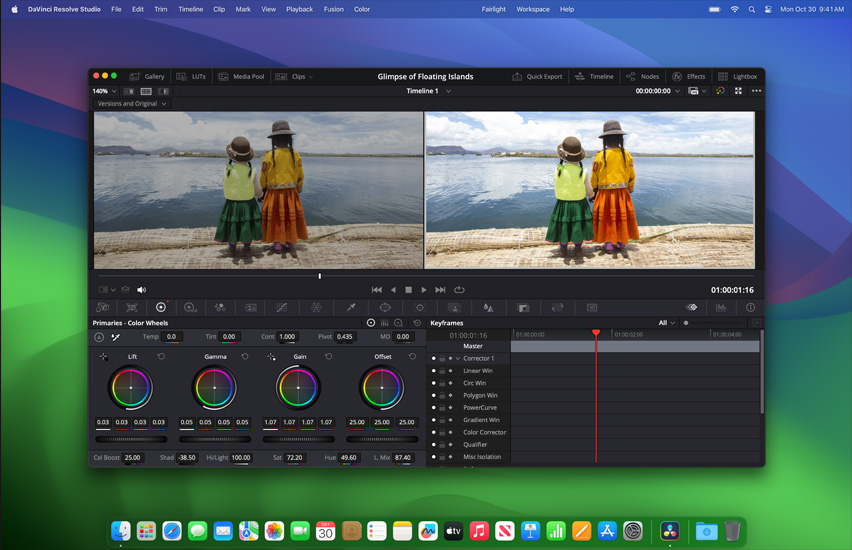 DaVinci Resolve Studio File Edit Trim Timeline Clip Mark View Playback Fusion Color Fairlight Workspace Help Mon Oct 30 9:41 AM
Gallery LUTs Media Pool Clips Glimpse of Floating Islands Quick Export Timeline Nodes Effects Lightbox
140% Timeline 1 00:00:00:00
Versions and Original
01:00:01:16
Primaries - Color Wheels Keyframes All
Temp 0.0 Tint 0.00 Cont 1.000 Pivot 0.435 MD 0.00 01:00:01:16 01:00:00:00 01:00:02:00 01:00:04:00
Master
Lift Gamma Gain Offset Corrector 1
Linear Win
Circ Win
Polygon Win
PowerCurve
0.03 0.03 0.03 0.03 0.05 0.05 0.05 0.05 1.07 1.07 1.07 1.07 25.00 25.00 25.00 Gradient Win
Color Corrector
Qualifier
Col Boost 25.00 Shad -38.50 Hi/Light 100.00 Sat 72.20 Hue 49.60 L. Mix 87.40 Misc Isolation
OCT
30
tv